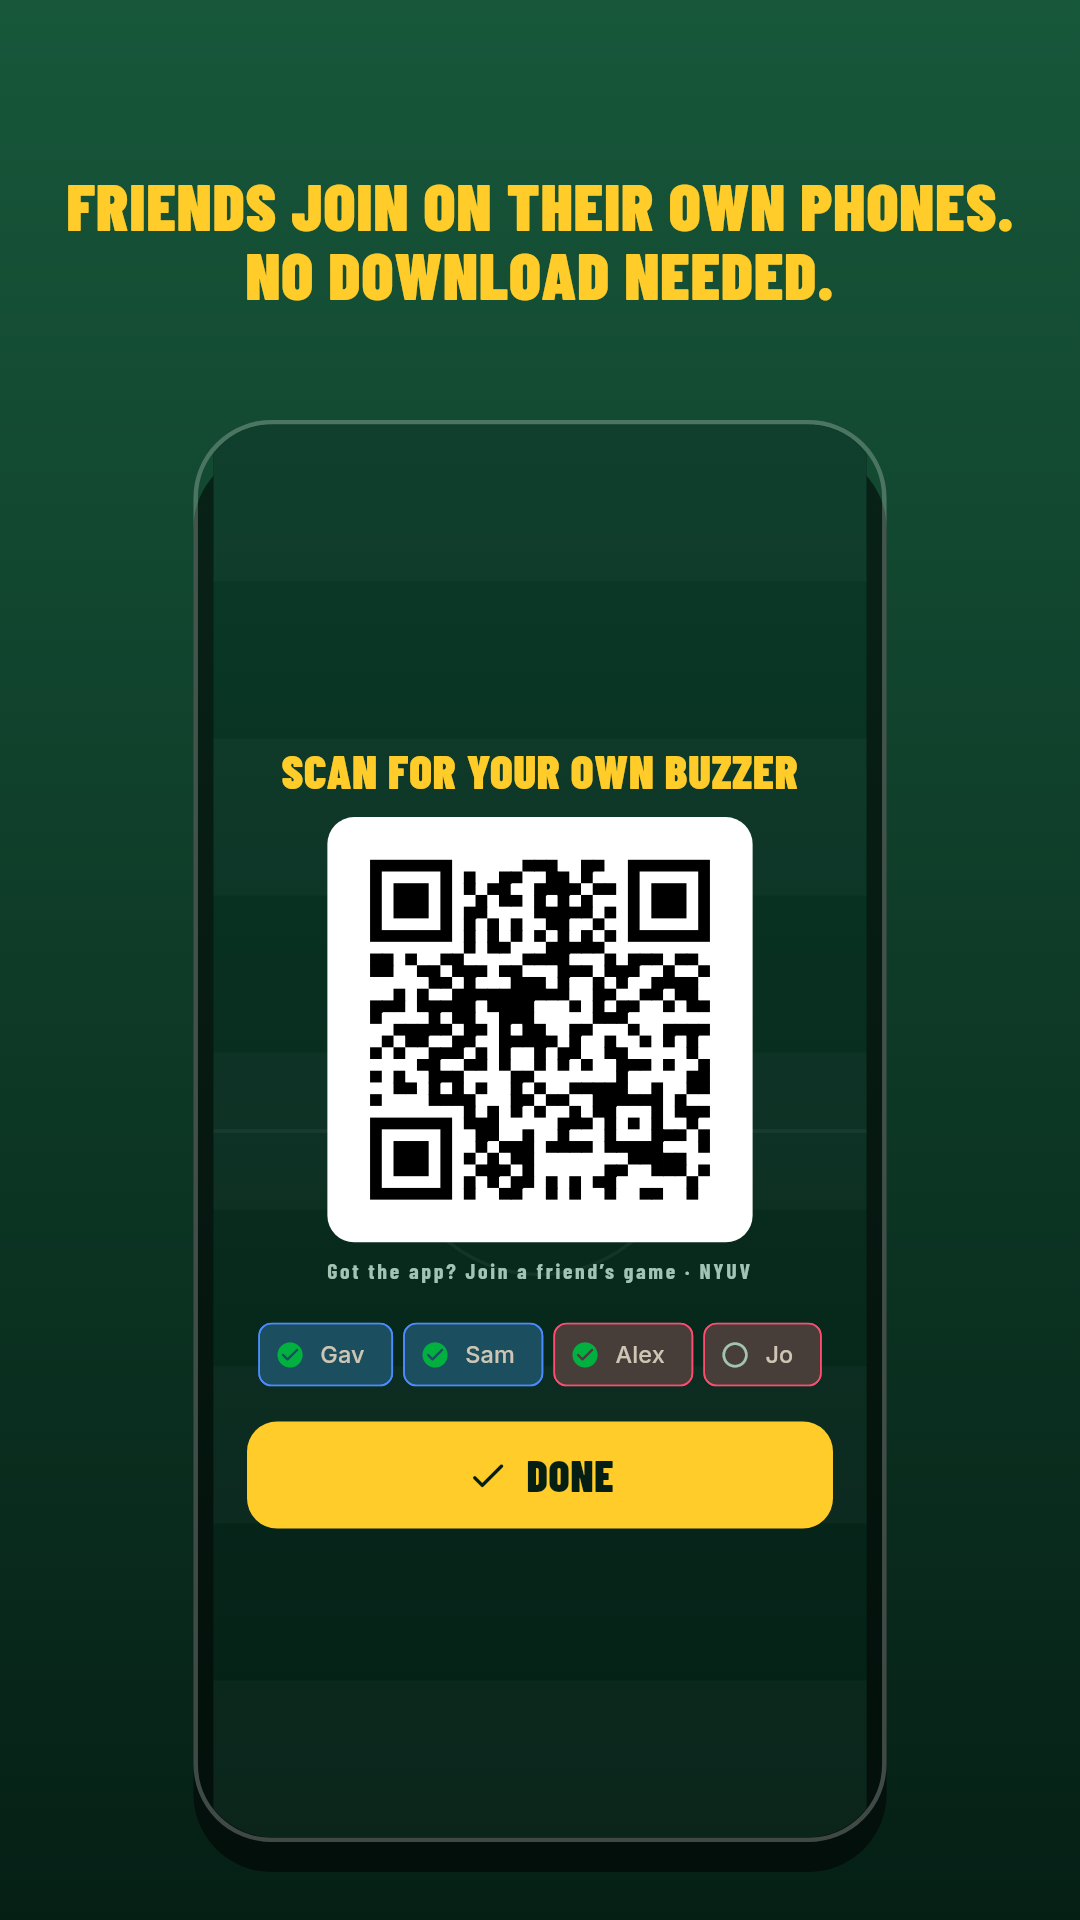 FRIENDS JOIN ON THEIR OWN PHONES.
NO DOWNLOAD NEEDED.
SCAN FOR YOUR OWN BUZZER
Got the app? Join a friend’s game · NYUV
Gav Sam Alex Jo
DONE